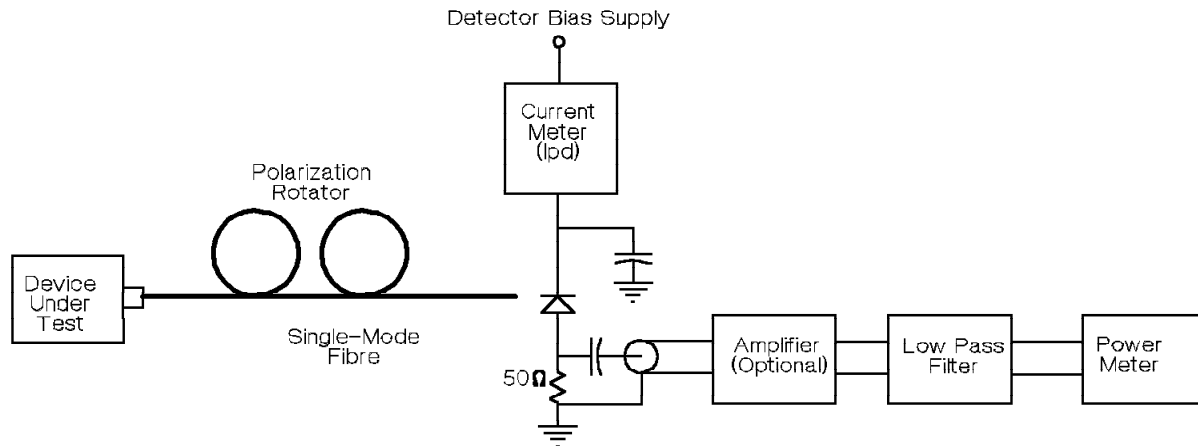 Detector Bias Supply
Current
Meter
(Ipd)
Polarization
Rotator
Device
Under
Test
Single-Mode
Fibre
50Ω
Amplifier
(Optional)
Low Pass
Filter
Power
Meter